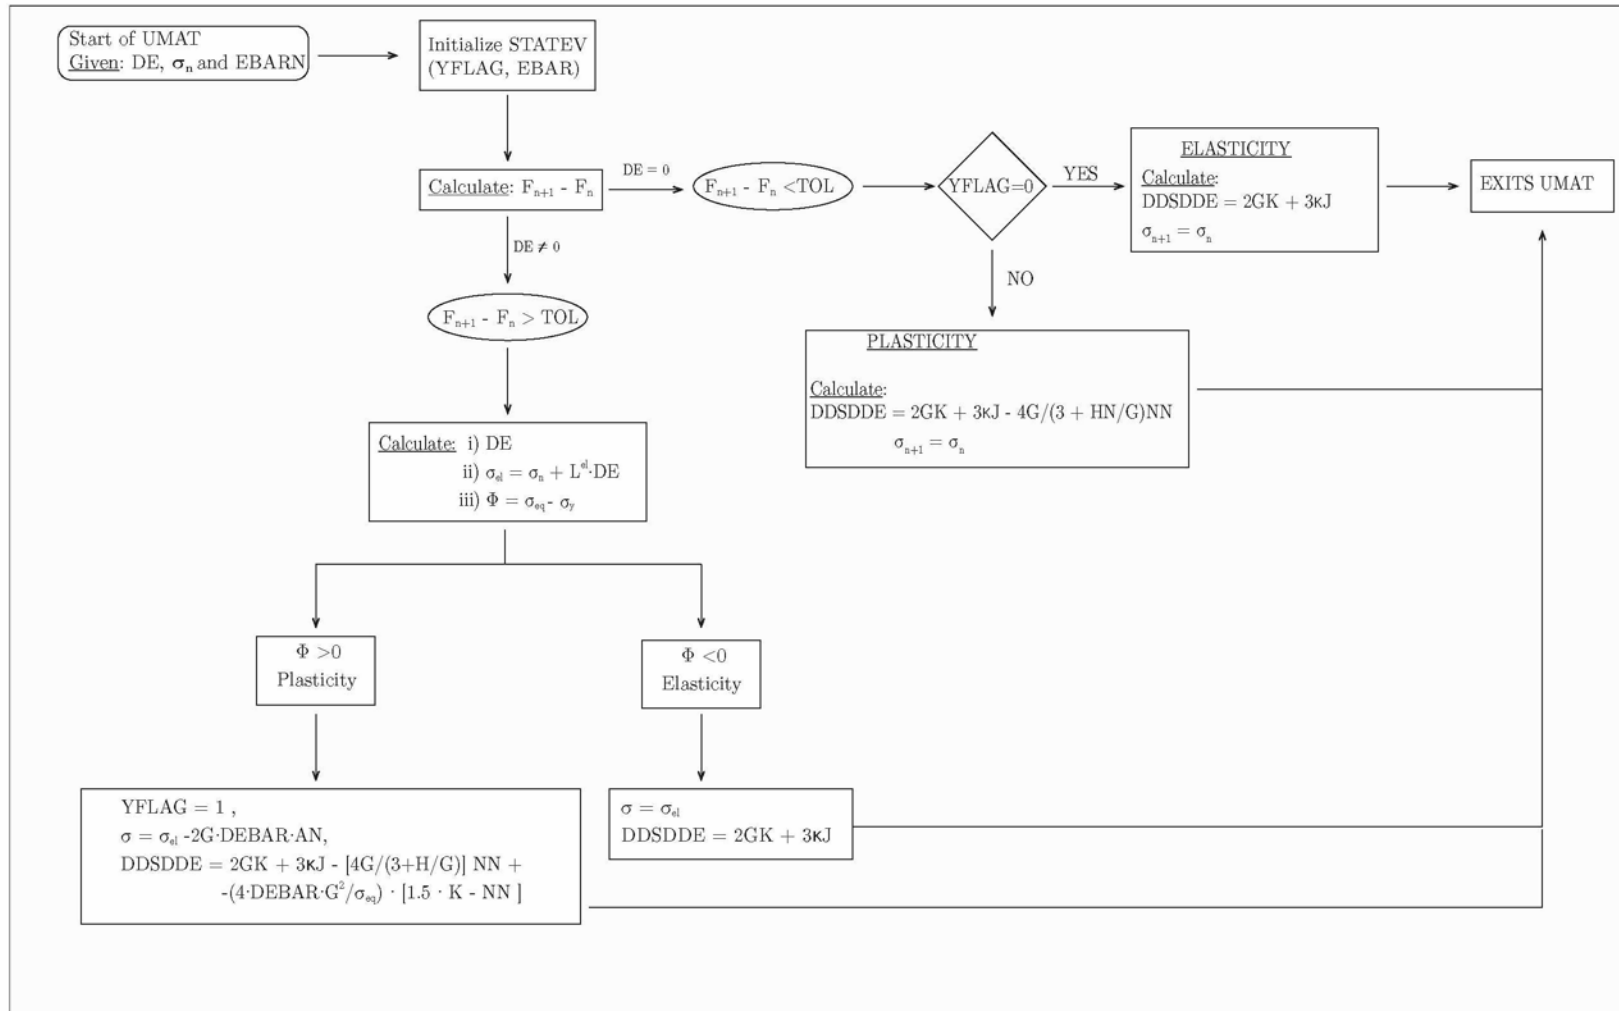 Start of UMAT
Given: DE, σn and EBARN
Initialize STATEV
(YFLAG, EBAR)
Calculate: Fn+1 - Fn
DE = 0
Fn+1 - Fn <TOL
YFLAG=0
YES
ELASTICITY
Calculate:
DDSDDE = 2GK + 3κJ
σn+1 = σn
EXITS UMAT
DE ≠ 0
NO
Fn+1 - Fn > TOL
PLASTICITY
Calculate:
DDSDDE = 2GK + 3κJ - 4G/(3 + HN/G)NN
σn+1 = σn
Calculate: i) DE
ii) σel = σn + Lel·DE
iii) Φ = σeq - σy
Φ >0
Plasticity
Φ <0
Elasticity
YFLAG = 1 ,
σ = σel -2G·DEBAR·AN,
DDSDDE = 2GK + 3κJ - [4G/(3+H/G)] NN +
-(4·DEBAR·G²/σeq) · [1.5 · K - NN ]
σ = σel
DDSDDE = 2GK + 3κJ